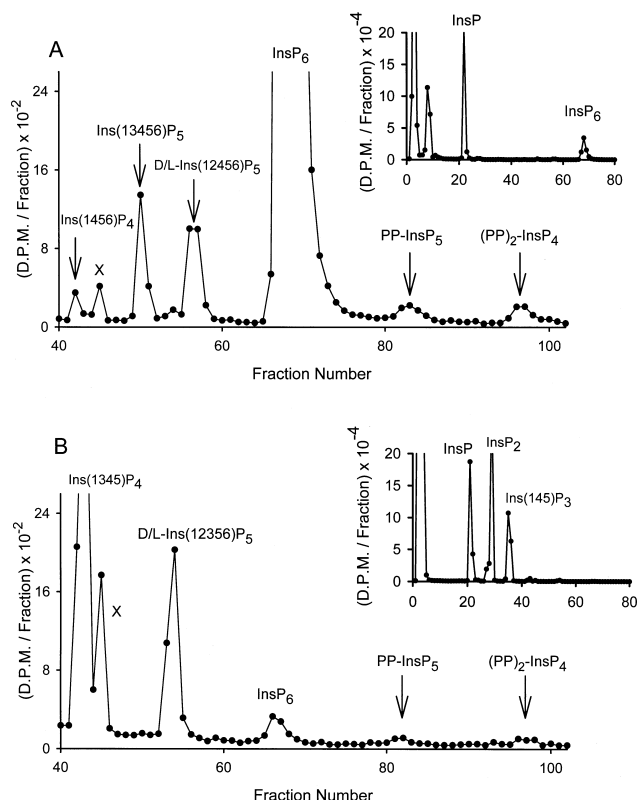 A
(D.P.M. / Fraction) x 10-2
24
16
8
0
InsP6
Ins(13456)P5
D/L-Ins(12456)P5
Ins(1456)P4
X
PP-InsP5
(PP)2-InsP4
40
60
80
100
Fraction Number
(D.P.M. / Fraction) x 10-4
InsP
InsP6
20
15
10
5
0
0
20
40
60
80
B
(D.P.M. / Fraction) x 10-2
24
16
8
0
Ins(1345)P4
D/L-Ins(12356)P5
X
InsP6
PP-InsP5
(PP)2-InsP4
40
60
80
100
Fraction Number
(D.P.M. / Fraction) x 10-4
InsP
InsP2
Ins(145)P3
20
15
10
5
0
0
20
40
60
80